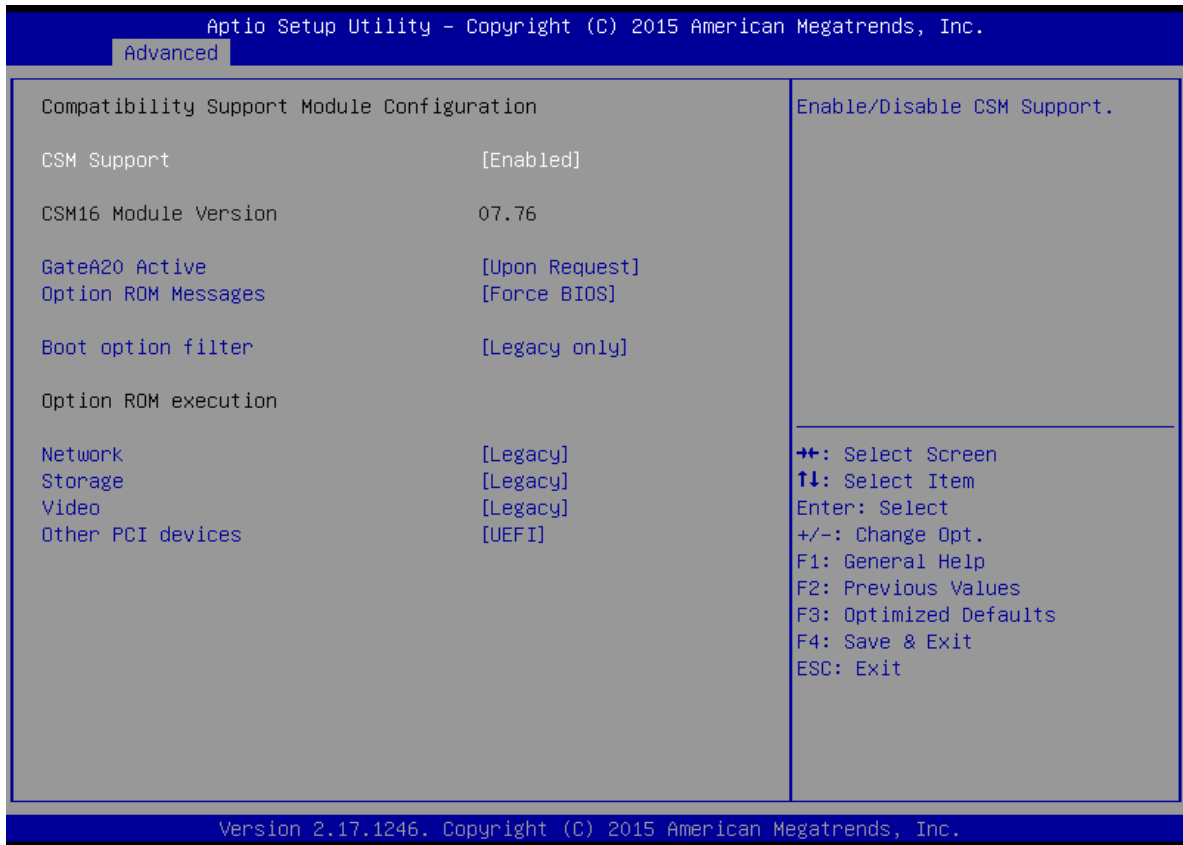 Aptio Setup Utility – Copyright (C) 2015 American Megatrends, Inc.
Advanced
Compatibility Support Module Configuration
CSM Support [Enabled]
CSM16 Module Version 07.76
GateA20 Active [Upon Request]
Option ROM Messages [Force BIOS]
Boot option filter [Legacy only]
Option ROM execution
Network [Legacy]
Storage [Legacy]
Video [Legacy]
Other PCI devices [UEFI]
Enable/Disable CSM Support.
→←: Select Screen
↑↓: Select Item
Enter: Select
+/-: Change Opt.
F1: General Help
F2: Previous Values
F3: Optimized Defaults
F4: Save & Exit
ESC: Exit
Version 2.17.1246. Copyright (C) 2015 American Megatrends, Inc.